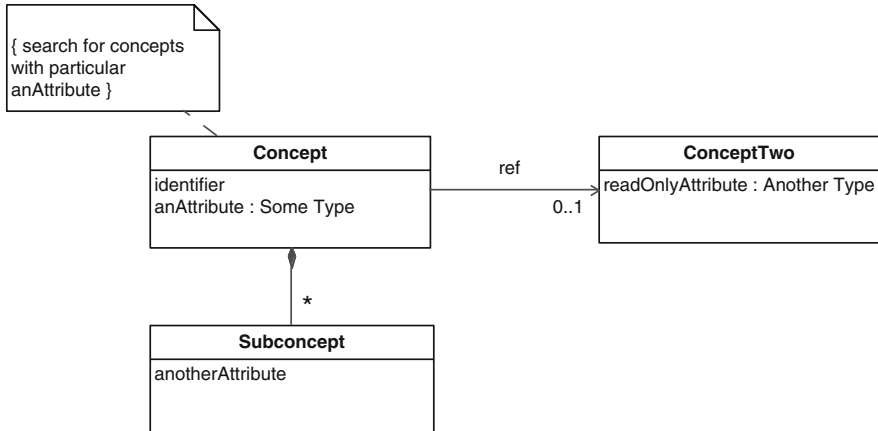 { search for concepts
with particular
anAttribute }
Concept
identifier
anAttribute : Some Type
ref
0..1
ConceptTwo
readOnlyAttribute : Another Type
*
Subconcept
anotherAttribute